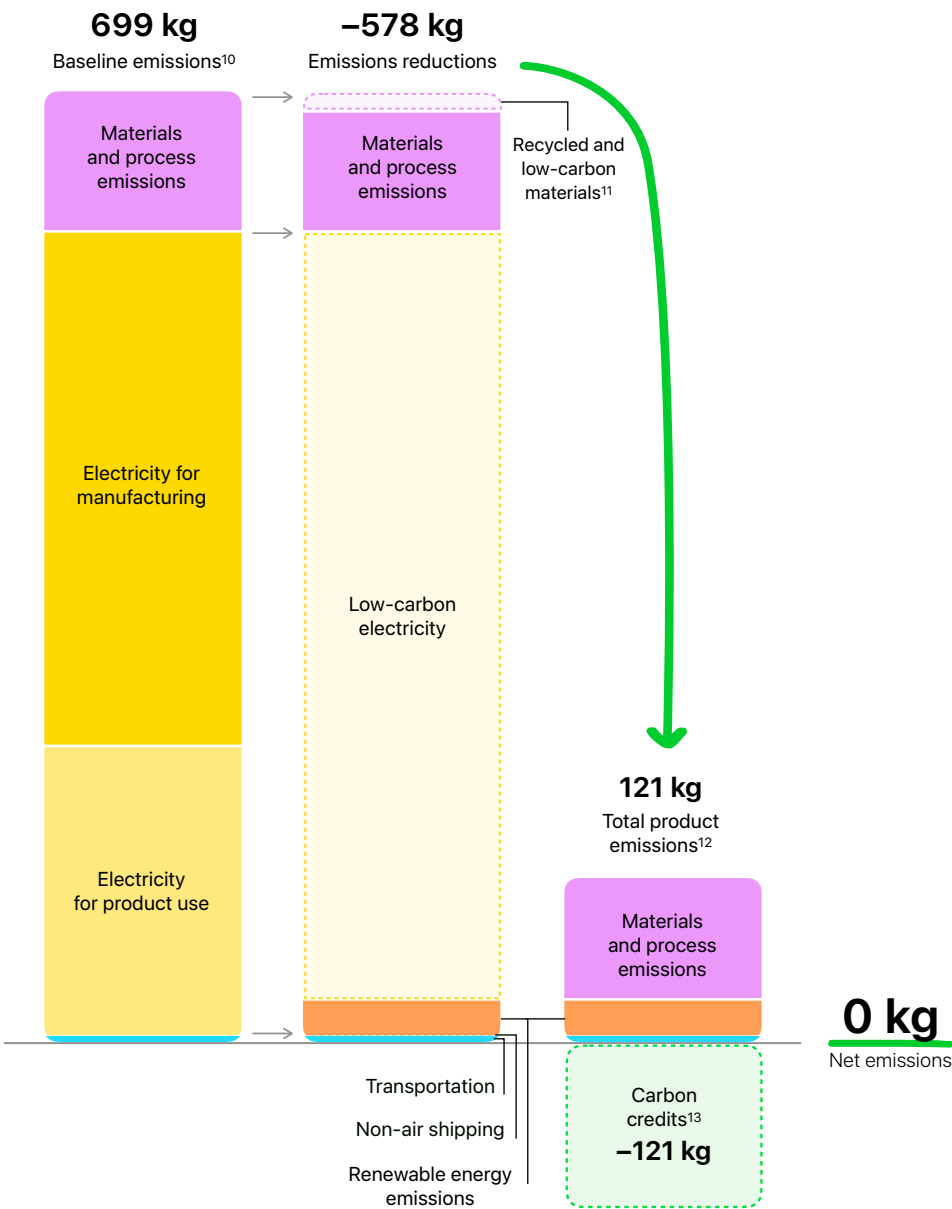 699 kg
Baseline emissions¹⁰
–578 kg
Emissions reductions
Materials
and process
emissions
Materials
and process
emissions
Recycled and
low-carbon
materials¹¹
Electricity for
manufacturing
Low-carbon
electricity
Electricity
for product use
121 kg
Total product
emissions¹²
Materials
and process
emissions
0 kg
Net emissions
Transportation
Non-air shipping
Renewable energy
emissions
Carbon
credits¹³
–121 kg